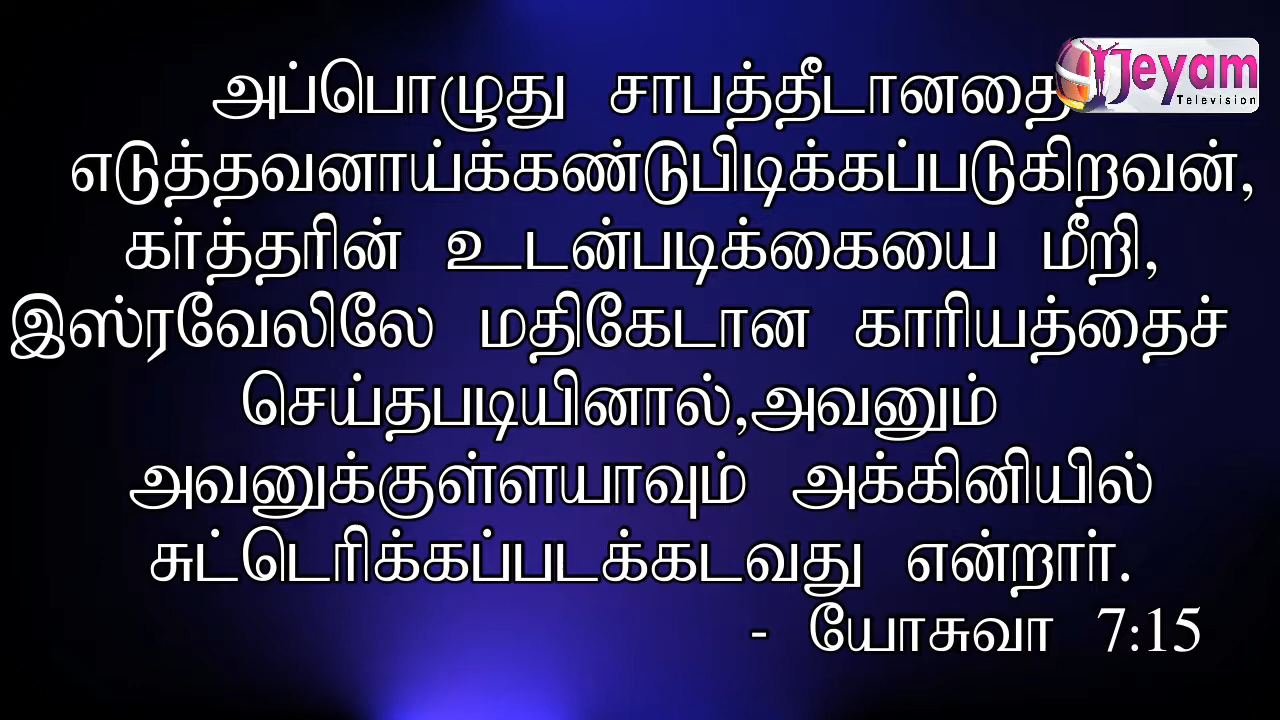 அப்பொழுது சாபத்தீடானதை
எடுத்தவனாய்க்கண்டுபிடிக்கப்படுகிறவன்,
கர்த்தரின் உடன்படிக்கையை மீறி,
இஸ்ரவேலிலே மதிகேடான காரியத்தைச்
செய்தபடியினால்,அவனும்
அவனுக்குள்ளயாவும் அக்கினியில்
சுட்டெரிக்கப்படக்கடவது என்றார்.
- யோசுவா 7:15
Jeyam
Television